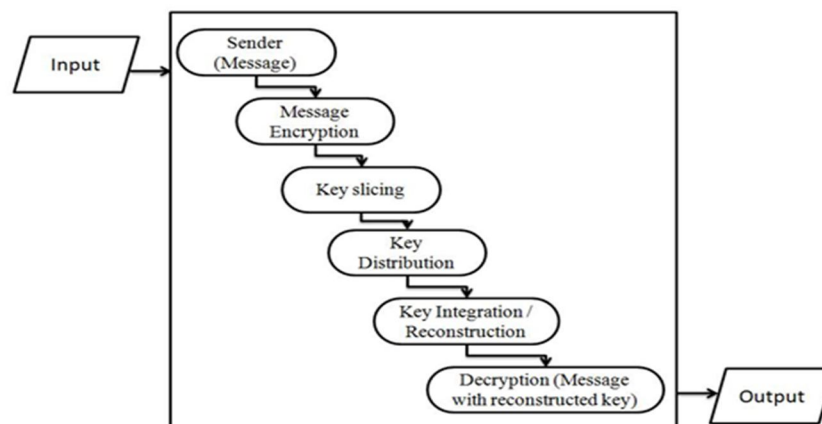 Input
Sender
(Message)
Message
Encryption
Key slicing
Key
Distribution
Key Integration /
Reconstruction
Decryption (Message
with reconstructed key)
Output